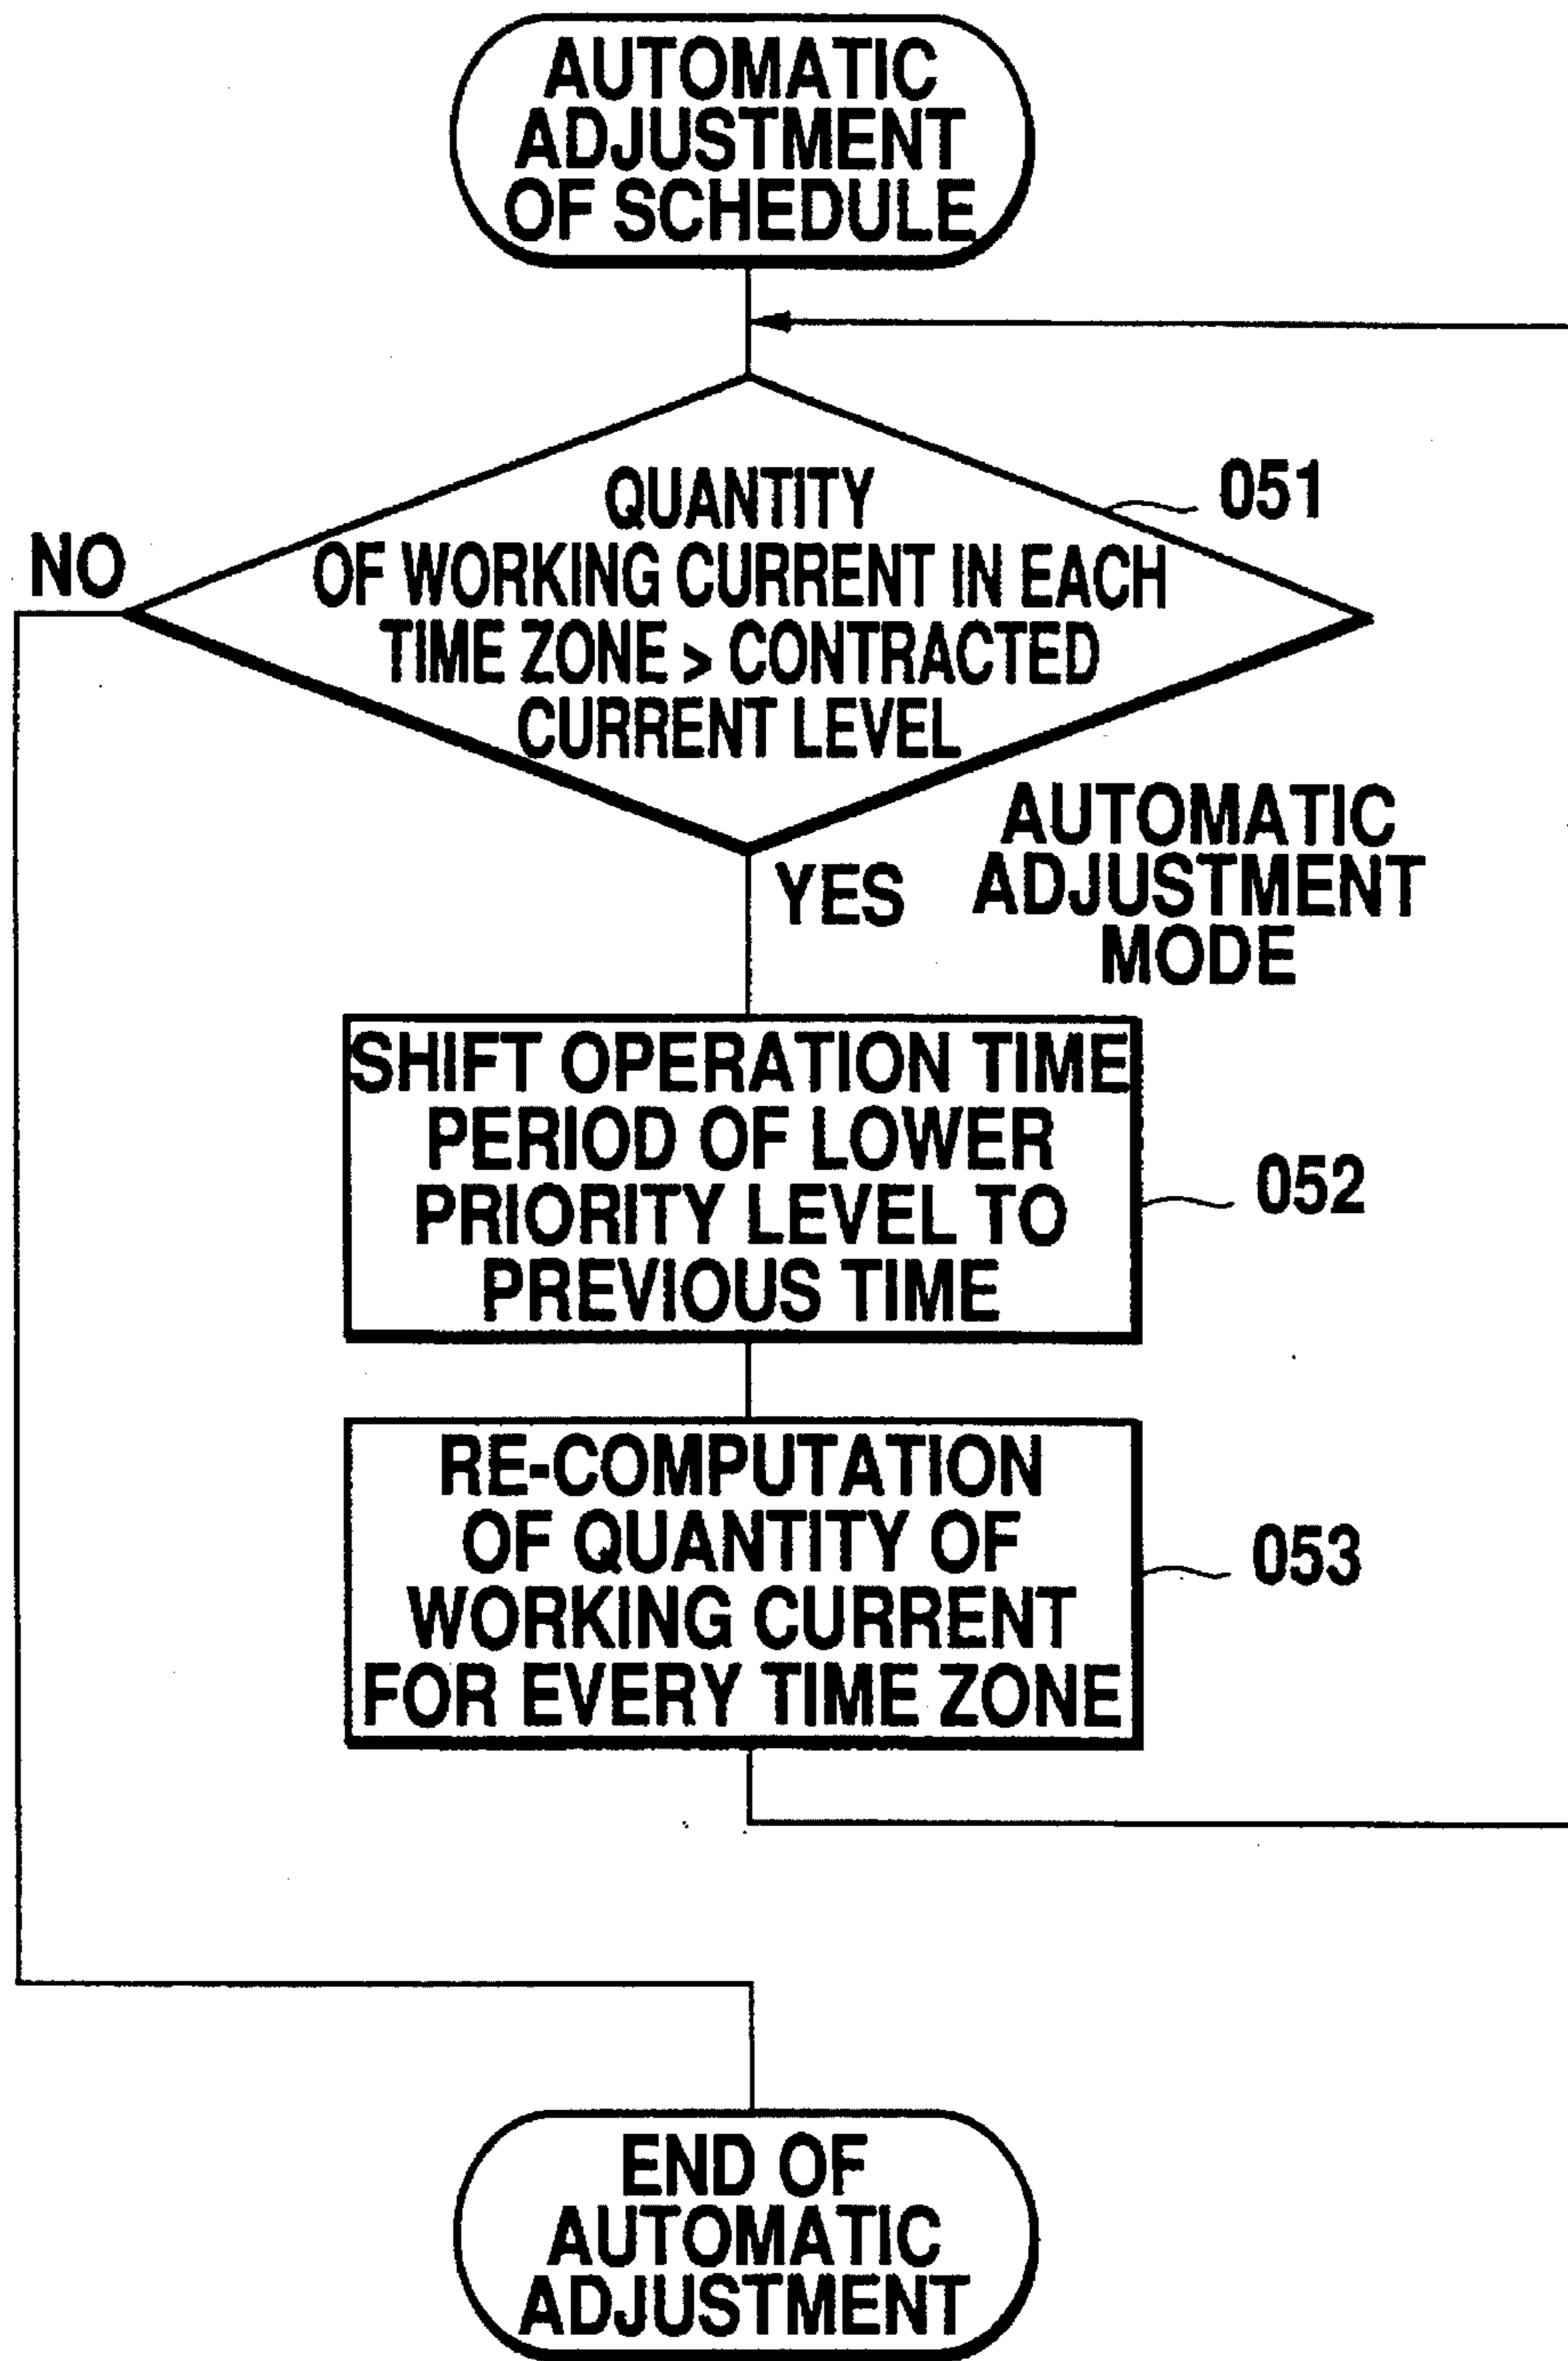 AUTOMATIC
ADJUSTMENT
OF SCHEDULE
QUANTITY
OF WORKING CURRENT IN EACH
TIME ZONE > CONTRACTED
CURRENT LEVEL
051
NO
YES
AUTOMATIC
ADJUSTMENT
MODE
SHIFT OPERATION TIME
PERIOD OF LOWER
PRIORITY LEVEL TO
PREVIOUS TIME
052
RE-COMPUTATION
OF QUANTITY OF
WORKING CURRENT
FOR EVERY TIME ZONE
053
END OF
AUTOMATIC
ADJUSTMENT